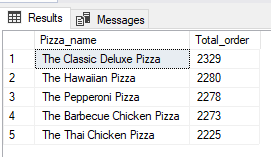 Results Messages
Pizza_name Total_order
1 The Classic Deluxe Pizza 2329
2 The Hawaiian Pizza 2280
3 The Pepperoni Pizza 2278
4 The Barbecue Chicken Pizza 2273
5 The Thai Chicken Pizza 2225